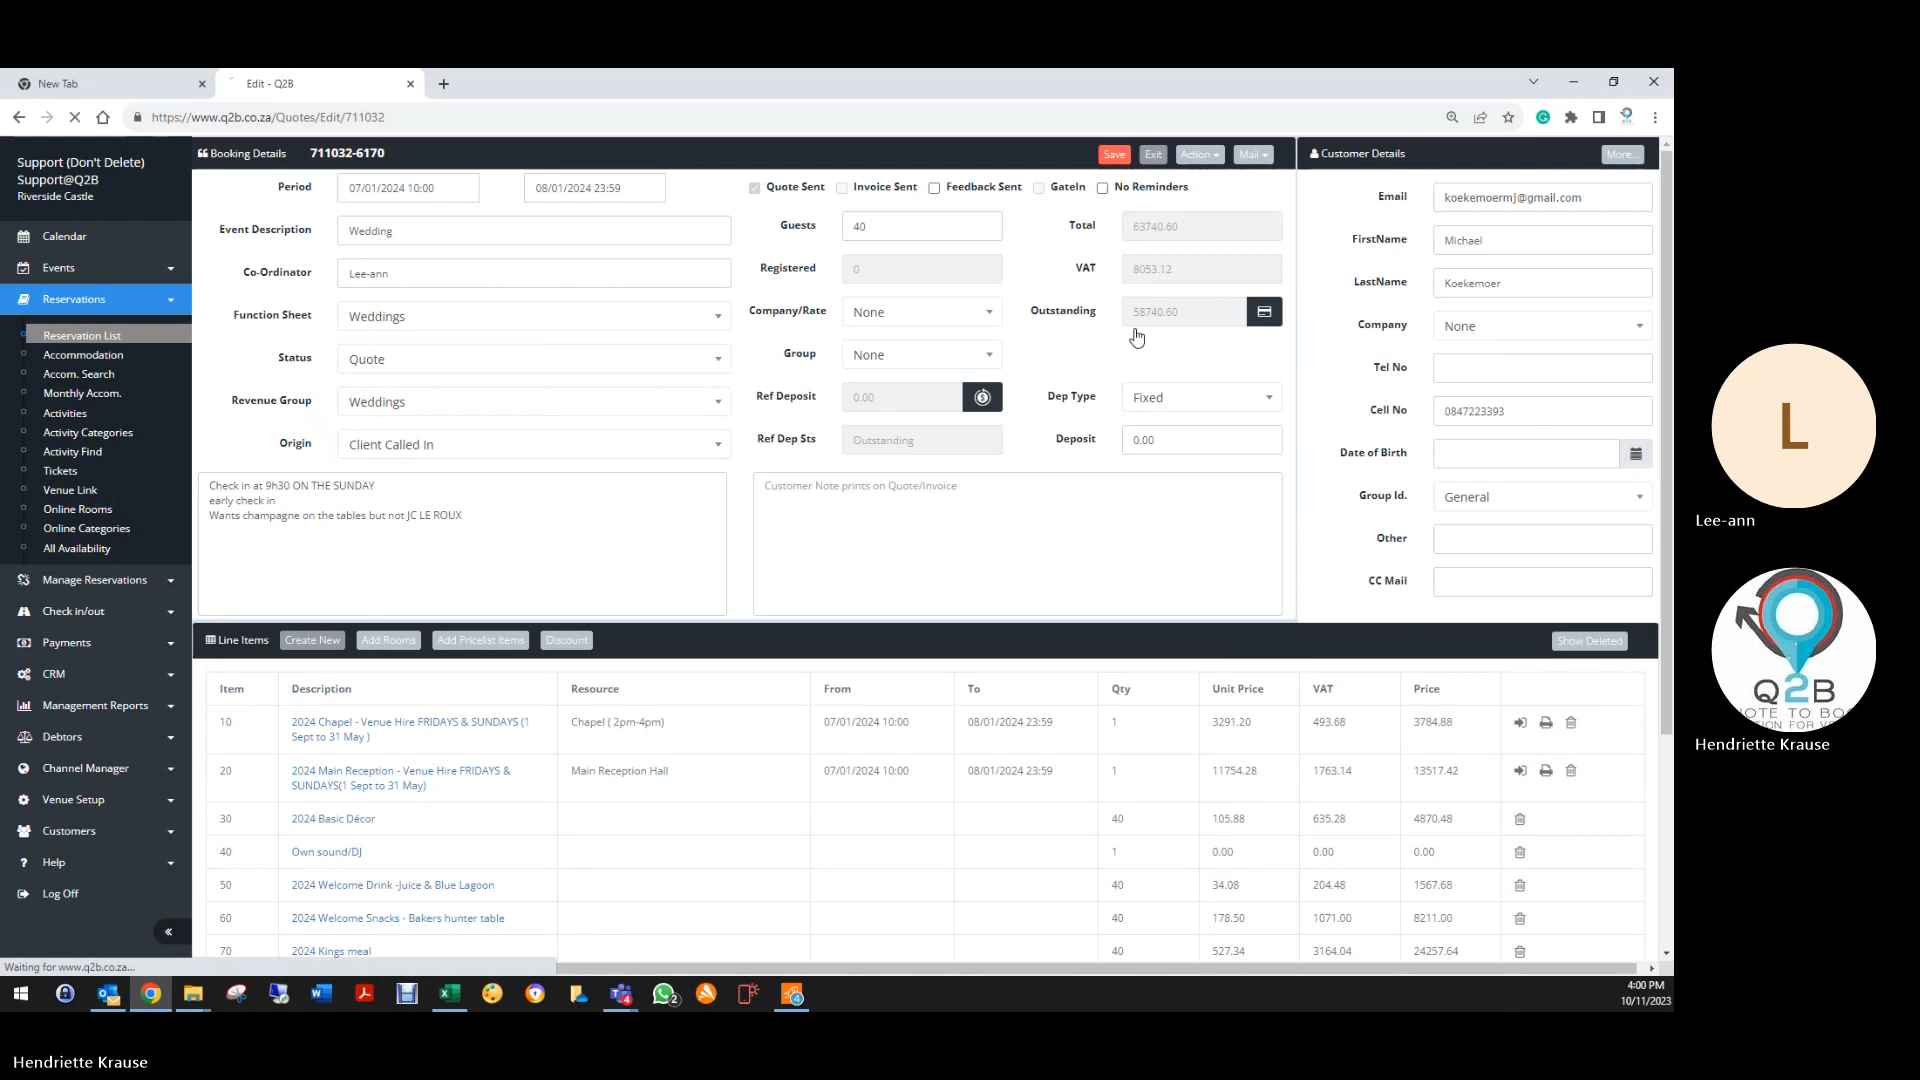 New Tab
Edit - Q2B
https://www.q2b.co.za/Quotes/Edit/711032
Support (Don't Delete)
Support@Q2B
Riverside Castle
Calendar
Events
Reservations
Reservation List
Accommodation
Accom. Search
Monthly Accom.
Activities
Activity Categories
Activity Find
Tickets
Venue Link
Online Rooms
Online Categories
All Availability
Manage Reservations
Check in/out
Payments
CRM
Management Reports
Debtors
Channel Manager
Venue Setup
Customers
Help
Log Off
Waiting for www.q2b.co.za...
Booking Details 711032-6170 Save Exit Action Mail
Period 07/01/2024 10:00 08/01/2024 23:59
Event Description Wedding
Co-Ordinator Lee-ann
Function Sheet Weddings
Status Quote
Revenue Group Weddings
Origin Client Called In
Quote Sent Invoice Sent Feedback Sent GateIn No Reminders
Guests 40 Total 63740.60
Registered 0 VAT 8053.12
Company/Rate None Outstanding 58740.60
Group None
Ref Deposit 0.00 Dep Type Fixed
Ref Dep Sts Outstanding Deposit 0.00
Check in at 9h30 ON THE SUNDAY
early check in
Wants champagne on the tables but not JC LE ROUX
Customer Note prints on Quote/Invoice
Customer Details More...
Email koekemoermj@gmail.com
FirstName Michael
LastName Koekemoer
Company None
Tel No
Cell No 0847223393
Date of Birth
Group Id. General
Other
CC Mail
Line Items Create New Add Rooms Add Pricelist Items Discount Show Deleted
Item Description Resource From To Qty Unit Price VAT Price
10 2024 Chapel - Venue Hire FRIDAYS & SUNDAYS (1 Chapel ( 2pm-4pm) 07/01/2024 10:00 08/01/2024 23:59 1 3291.20 493.68 3784.88
Sept to 31 May )
20 2024 Main Reception - Venue Hire FRIDAYS & Main Reception Hall 07/01/2024 10:00 08/01/2024 23:59 1 11754.28 1763.14 13517.42
SUNDAYS(1 Sept to 31 May)
30 2024 Basic Décor 40 105.88 635.28 4870.48
40 Own sound/DJ 1 0.00 0.00 0.00
50 2024 Welcome Drink -Juice & Blue Lagoon 40 34.08 204.48 1567.68
60 2024 Welcome Snacks - Bakers hunter table 40 178.50 1071.00 8211.00
70 2024 Kings meal 40 527.34 3164.04 24257.64
4:00 PM
10/11/2023
L
Lee-ann
Q2B
Hendriette Krause
Hendriette Krause